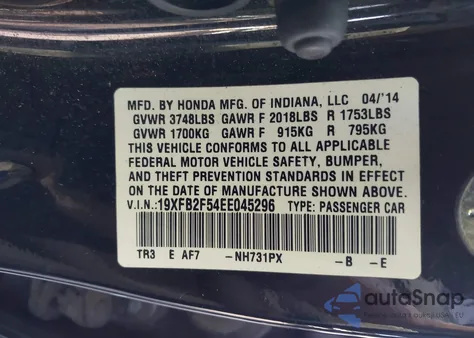 MFD. BY HONDA MFG. OF INDIANA, LLC 04/'14
GVWR 3748LBS GAWR F 2018LBS R 1753LBS
GVWR 1700KG GAWR F 915KG R 795KG
THIS VEHICLE CONFORMS TO ALL APPLICABLE
FEDERAL MOTOR VEHICLE SAFETY, BUMPER,
AND THEFT PREVENTION STANDARDS IN EFFECT
ON THE DATE OF MANUFACTURE SHOWN ABOVE.
V.I.N.: 19XFB2F54EE045296 TYPE: PASSENGER CAR
TR3 E AF7 -NH731PX -B -E
autoSnap